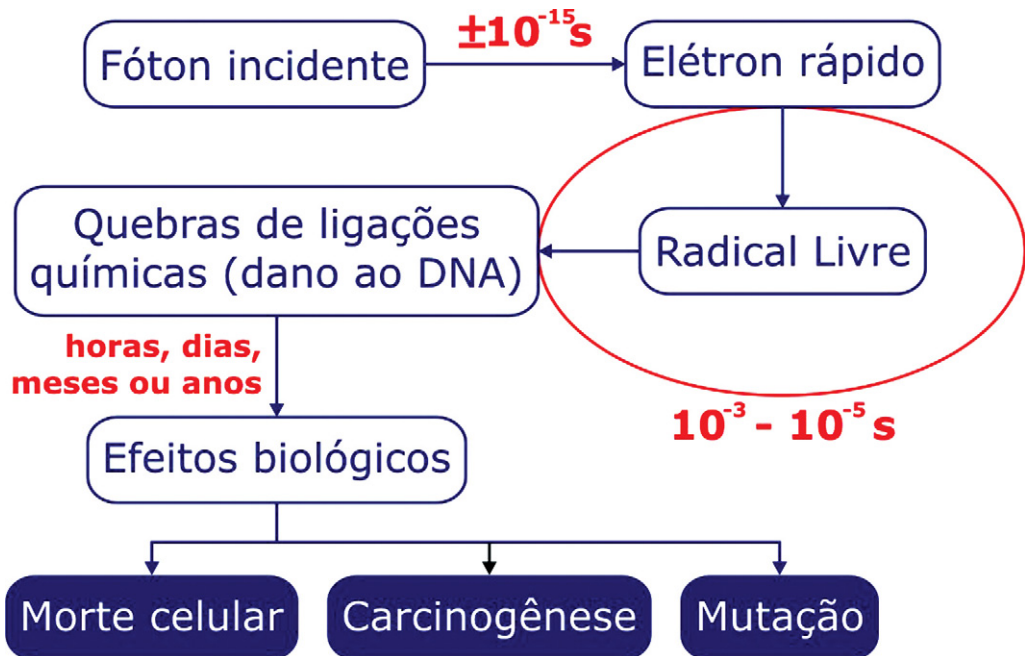 Fóton incidente
±10⁻¹⁵s
Elétron rápido
Radical Livre
10⁻³ - 10⁻⁵ s
Quebras de ligações
químicas (dano ao DNA)
horas, dias,
meses ou anos
Efeitos biológicos
Morte celular
Carcinogênese
Mutação